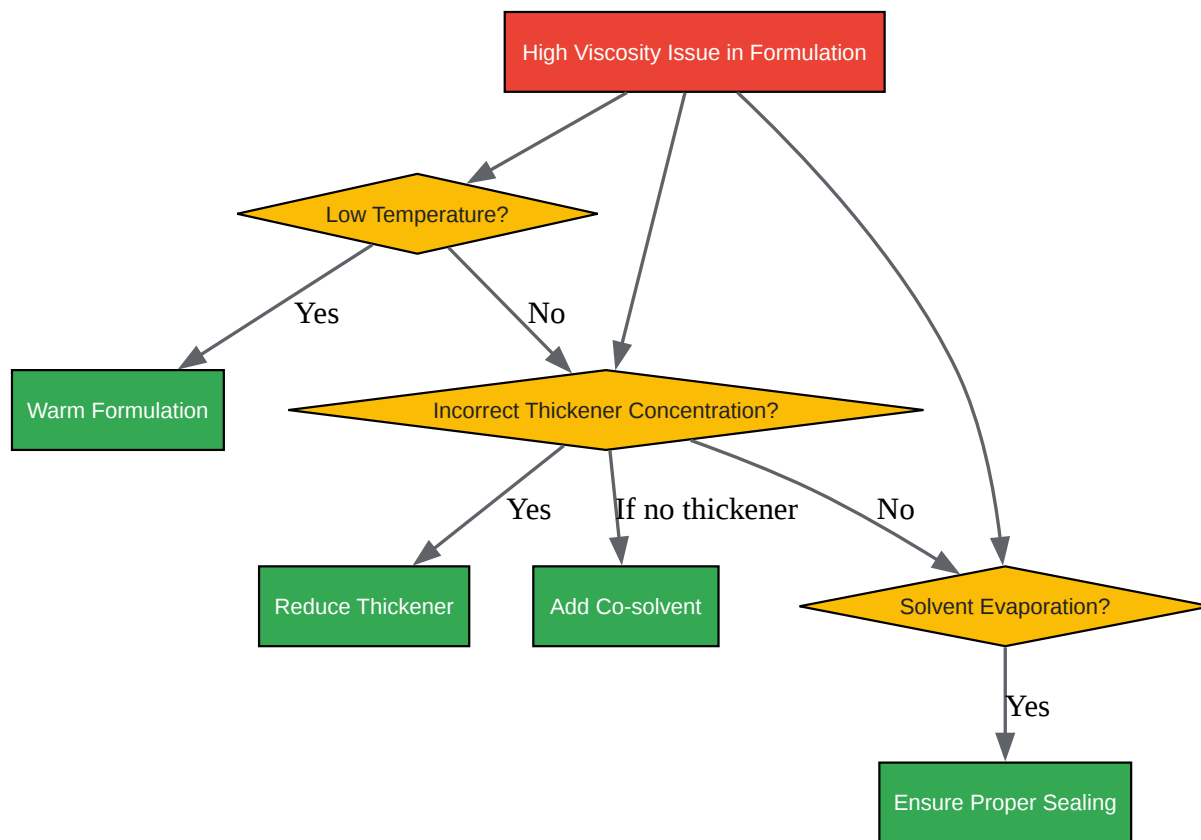 High Viscosity Issue in Formulation
Low Temperature?
Yes
No
Warm Formulation
Incorrect Thickener Concentration?
Yes
If no thickener
No
Reduce Thickener
Add Co-solvent
Solvent Evaporation?
Yes
Ensure Proper Sealing